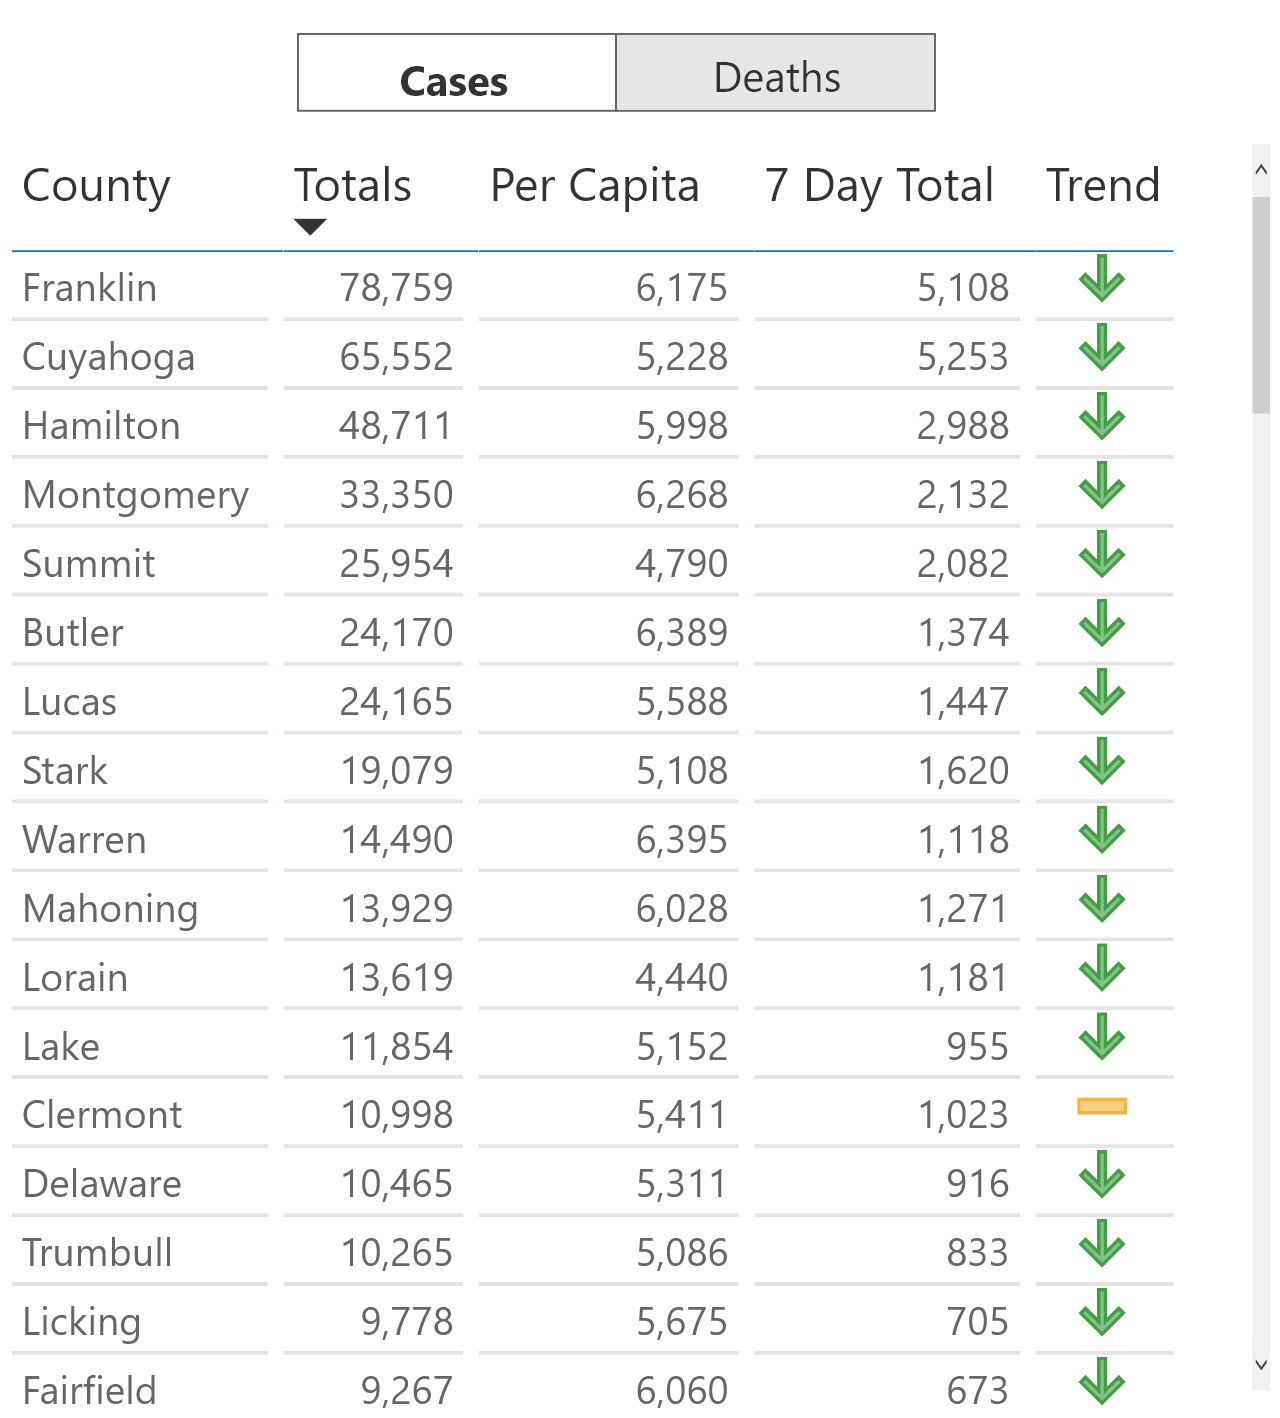 Cases Deaths
County Totals Per Capita 7 Day Total Trend
Franklin 78,759 6,175 5,108
Cuyahoga 65,552 5,228 5,253
Hamilton 48,711 5,998 2,988
Montgomery 33,350 6,268 2,132
Summit 25,954 4,790 2,082
Butler 24,170 6,389 1,374
Lucas 24,165 5,588 1,447
Stark 19,079 5,108 1,620
Warren 14,490 6,395 1,118
Mahoning 13,929 6,028 1,271
Lorain 13,619 4,440 1,181
Lake 11,854 5,152 955
Clermont 10,998 5,411 1,023
Delaware 10,465 5,311 916
Trumbull 10,265 5,086 833
Licking 9,778 5,675 705
Fairfield 9,267 6,060 673